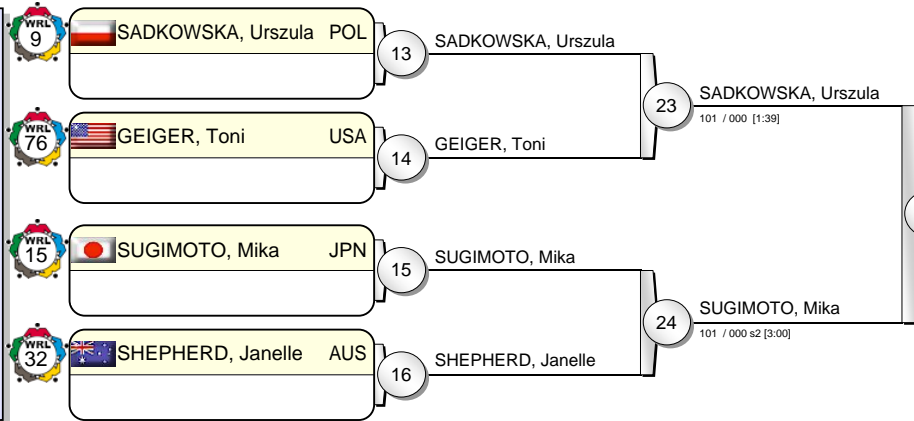 WRL
9
SADKOWSKA, Urszula POL
13
SADKOWSKA, Urszula
23
SADKOWSKA, Urszula
101 / 000 [1:39]
WRL
76
GEIGER, Toni USA
14
GEIGER, Toni
WRL
15
SUGIMOTO, Mika JPN
15
SUGIMOTO, Mika
24
SUGIMOTO, Mika
101 / 000 s2 [3:00]
WRL
32
SHEPHERD, Janelle AUS
16
SHEPHERD, Janelle